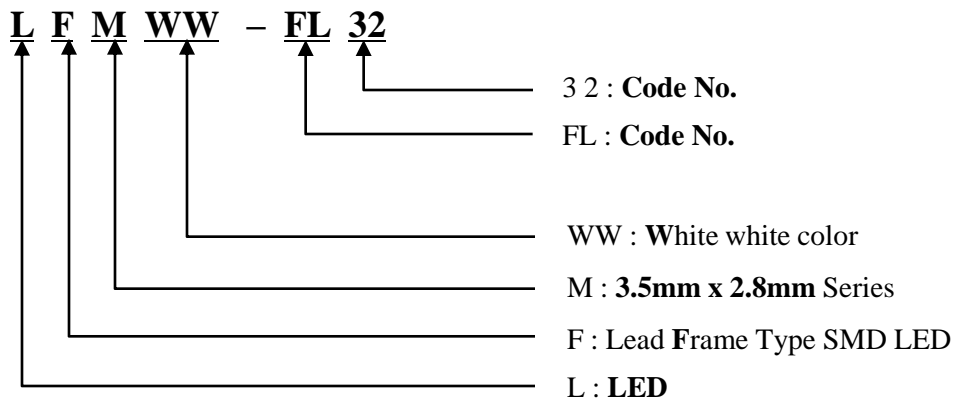 L F M WW – FL 32
3 2 : Code No.
FL : Code No.
WW : White white color
M : 3.5mm x 2.8mm Series
F : Lead Frame Type SMD LED
L : LED